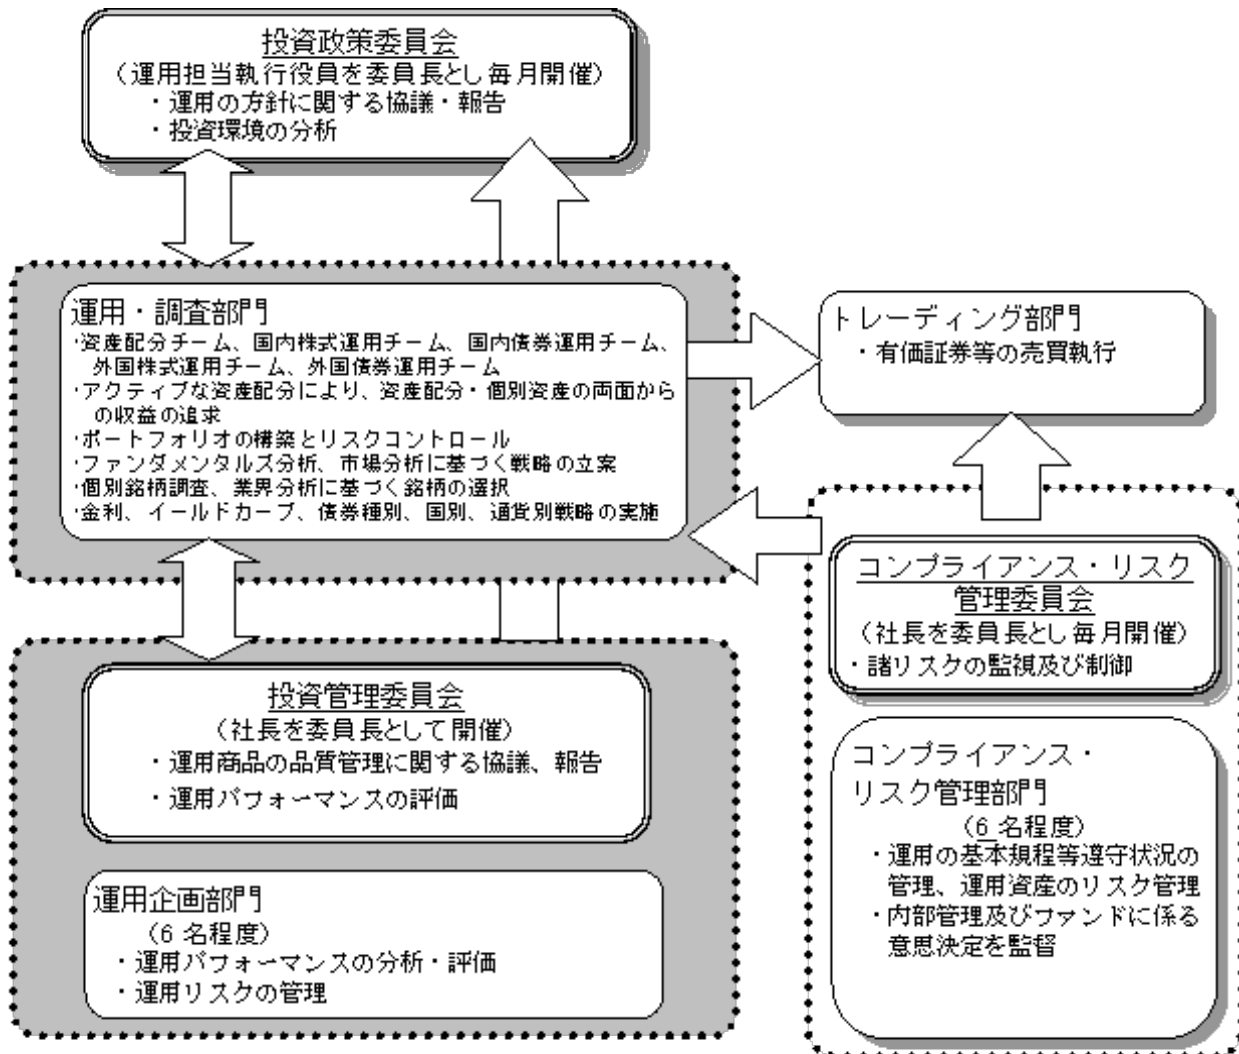 投資政策委員会
（運用担当執行役員を委員長とし毎月開催）
・運用の方針に関する協議・報告
・投資環境の分析
運用・調査部門
・資産配分チーム、国内株式運用チーム、国内債券運用チーム、
外国株式運用チーム、外国債券運用チーム
・アクティブな資産配分により、資産配分・個別資産の両面から
の収益の追求
・ポートフォリオの構築とリスクコントロール
・ファンダメンタルズ分析、市場分析に基づく戦略の立案
・個別銘柄調査、業界分析に基づく銘柄の選択
・金利、イールドカーブ、債券種別、国別、通貨別戦略の実施
トレーディング部門
・有価証券等の売買執行
コンプライアンス・リスク
管理委員会
（社長を委員長とし毎月開催）
・諸リスクの監視及び制御
投資管理委員会
（社長を委員長として開催）
・運用商品の品質管理に関する協議、報告
・運用パフォーマンスの評価
運用企画部門
（6 名程度）
・運用パフォーマンスの分析・評価
・運用リスクの管理
コンプライアンス・
リスク管理部門
（6 名程度）
・運用の基本規程等遵守状況の
管理、運用資産のリスク管理
・内部管理及びファンドに係る
意思決定を監督